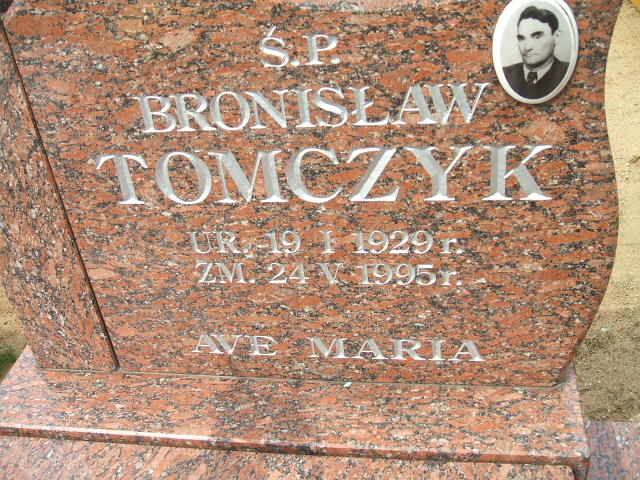 Ś.P.
BRONISŁAW
TOMCZYK
UR. 19 I 1929 r.
ZM. 24 V 1995 r.
AVE MARIA